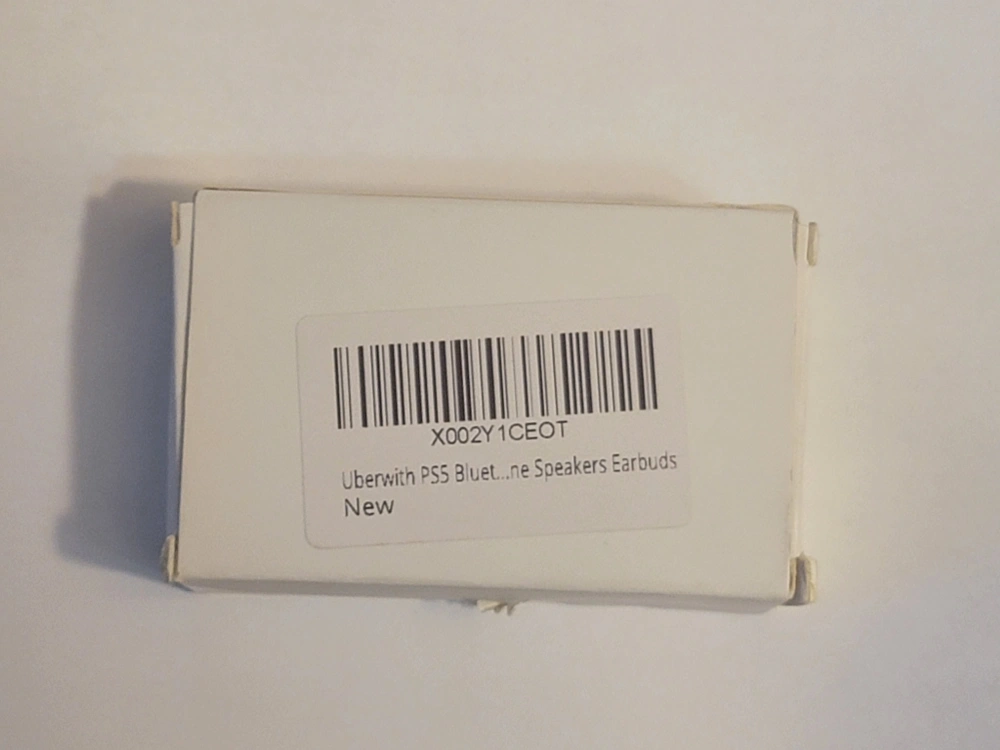 X002Y1CEOT
Uberwith PS5 Bluet...ne Speakers Earbuds
New